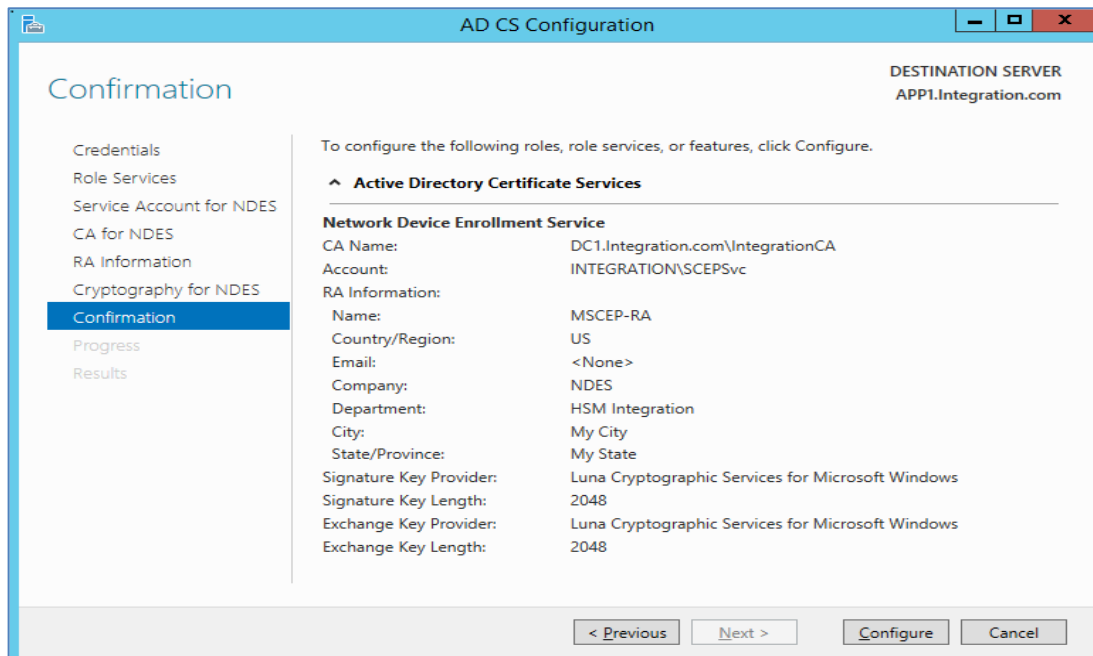 AD CS Configuration
DESTINATION SERVER
APP1.Integration.com
Confirmation
Credentials
Role Services
Service Account for NDES
CA for NDES
RA Information
Cryptography for NDES
Confirmation
Progress
Results
To configure the following roles, role services, or features, click Configure.
Active Directory Certificate Services
Network Device Enrollment Service
CA Name: DC1.Integration.com\IntegrationCA
Account: INTEGRATION\SCEPSvc
RA Information:
Name: MSCEP-RA
Country/Region: US
Email: <None>
Company: NDES
Department: HSM Integration
City: My City
State/Province: My State
Signature Key Provider: Luna Cryptographic Services for Microsoft Windows
Signature Key Length: 2048
Exchange Key Provider: Luna Cryptographic Services for Microsoft Windows
Exchange Key Length: 2048
< Previous Next > Configure Cancel